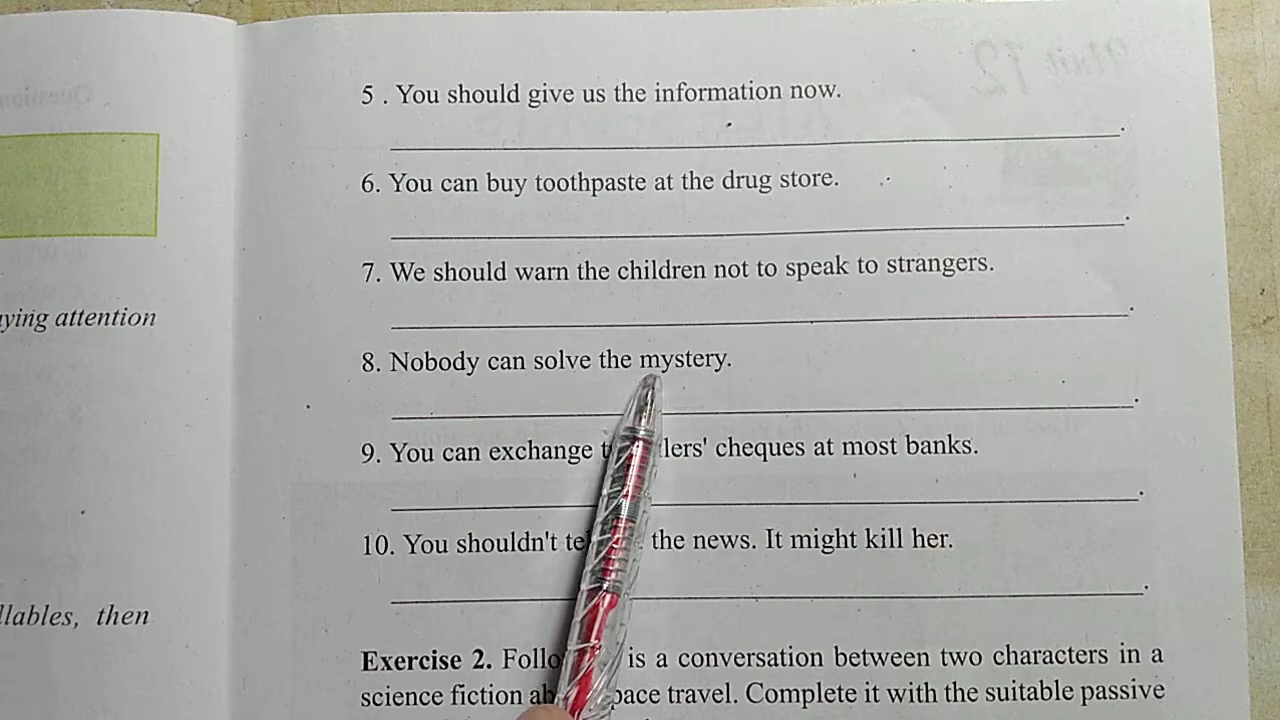 5 . You should give us the information now.
6. You can buy toothpaste at the drug store.
7. We should warn the children not to speak to strangers.
8. Nobody can solve the mystery.
9. You can exchange lers' cheques at most banks.
10. You shouldn't the news. It might kill her.
Exercise 2. is a conversation between two characters in a
science fiction travel. Complete it with the suitable passive
ying attention
llables, then
Unit 12